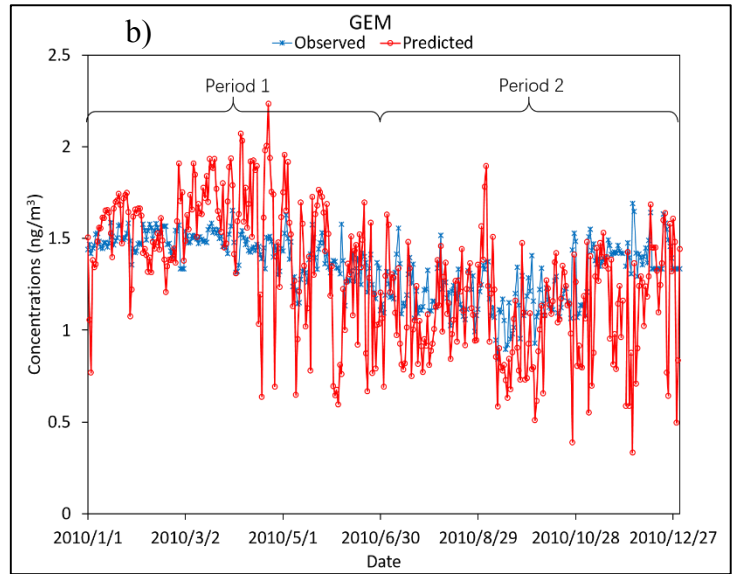 b)
GEM
Observed Predicted
Period 1 Period 2
2.5
2
1.5
1
0.5
0
Concentrations (ng/m³)
2010/1/1 2010/3/2 2010/5/1 2010/6/30 2010/8/29 2010/10/28 2010/12/27
Date